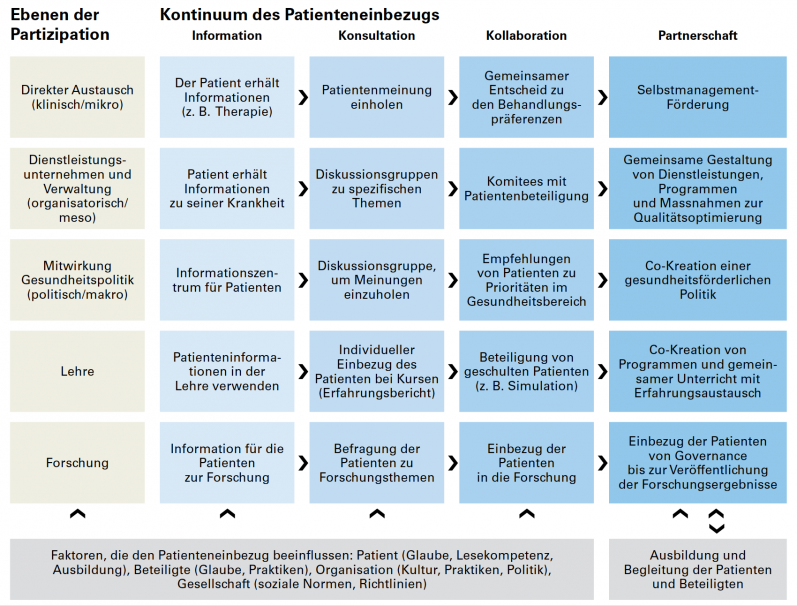 Ebenen der
Partizipation
Kontinuum des Patienteneinbezugs
Information
Konsultation
Kollaboration
Partnerschaft
Direkter Austausch
(klinisch/mikro)
Der Patient erhält
Informationen
(z. B. Therapie)
Patientenmeinung
einholen
Gemeinsamer
Entscheid zu
den Behandlungs-
präferenzen
Selbstmanagement-
Förderung
Dienstleistungs-
unternehmen und
Verwaltung
(organisatorisch/
meso)
Patient erhält
Informationen
zu seiner Krankheit
Diskussionsgruppen
zu spezifischen
Themen
Komitees mit
Patientenbeteiligung
Gemeinsame Gestaltung
von Dienstleistungen,
Programmen
und Massnahmen zur
Qualitätsoptimierung
Mitwirkung
Gesundheitspolitik
(politisch/makro)
Informationszen-
trum für Patienten
Diskussionsgruppe,
um Meinungen
einzuholen
Empfehlungen
von Patienten zu
Prioritäten im
Gesundheitsbereich
Co-Kreation einer
gesundheitsförderlichen
Politik
Lehre
Patienteninforma-
tionen in der
Lehre verwenden
Individueller
Einbezug des
Patienten bei Kursen
(Erfahrungsbericht)
Beteiligung von
geschulten Patienten
(z. B. Simulation)
Co-Kreation von
Programmen und gemein-
samer Unterricht mit
Erfahrungsaustausch
Forschung
Information für die
Patienten
zur Forschung
Befragung der
Patienten zu
Forschungsthemen
Einbezug der
Patienten
in die Forschung
Einbezug der Patienten
von Governance
bis zur Veröffentlichung
der Forschungsergebnisse
Faktoren, die den Patienteneinbezug beeinflussen: Patient (Glaube, Lesekompetenz,
Ausbildung), Beteiligte (Glaube, Praktiken), Organisation (Kultur, Praktiken, Politik),
Gesellschaft (soziale Normen, Richtlinien)
Ausbildung und
Begleitung der Patienten
und Beteiligten